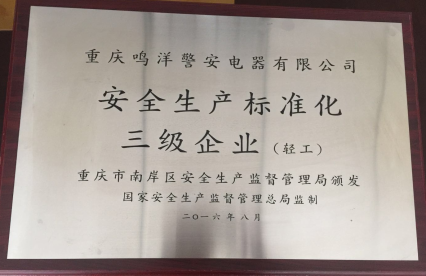 重庆鸣洋警安电器有限公司
安全生产标准化
三级企业（轻工）
重庆市南岸区安全生产监督管理局颁发
国家安全生产监督管理总局监制
二〇一六年八月